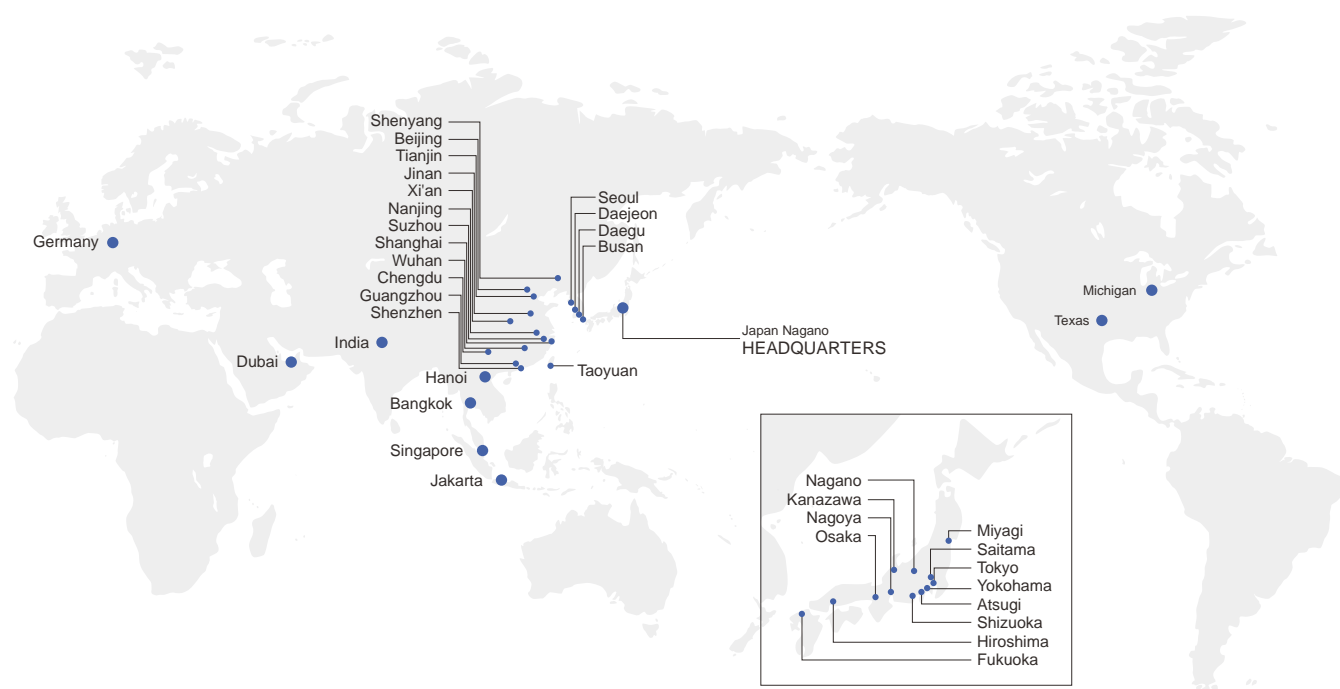 Shenyang
Beijing
Tianjin
Jinan
Xi'an
Nanjing
Suzhou
Shanghai
Wuhan
Chengdu
Guangzhou
Shenzhen
Seoul
Daejeon
Daegu
Busan
Germany
Michigan
Texas
Japan Nagano
HEADQUARTERS
India
Dubai
Hanoi
Taoyuan
Bangkok
Singapore
Jakarta
Nagano
Kanazawa
Nagoya
Osaka
Miyagi
Saitama
Tokyo
Yokohama
Atsugi
Shizuoka
Hiroshima
Fukuoka